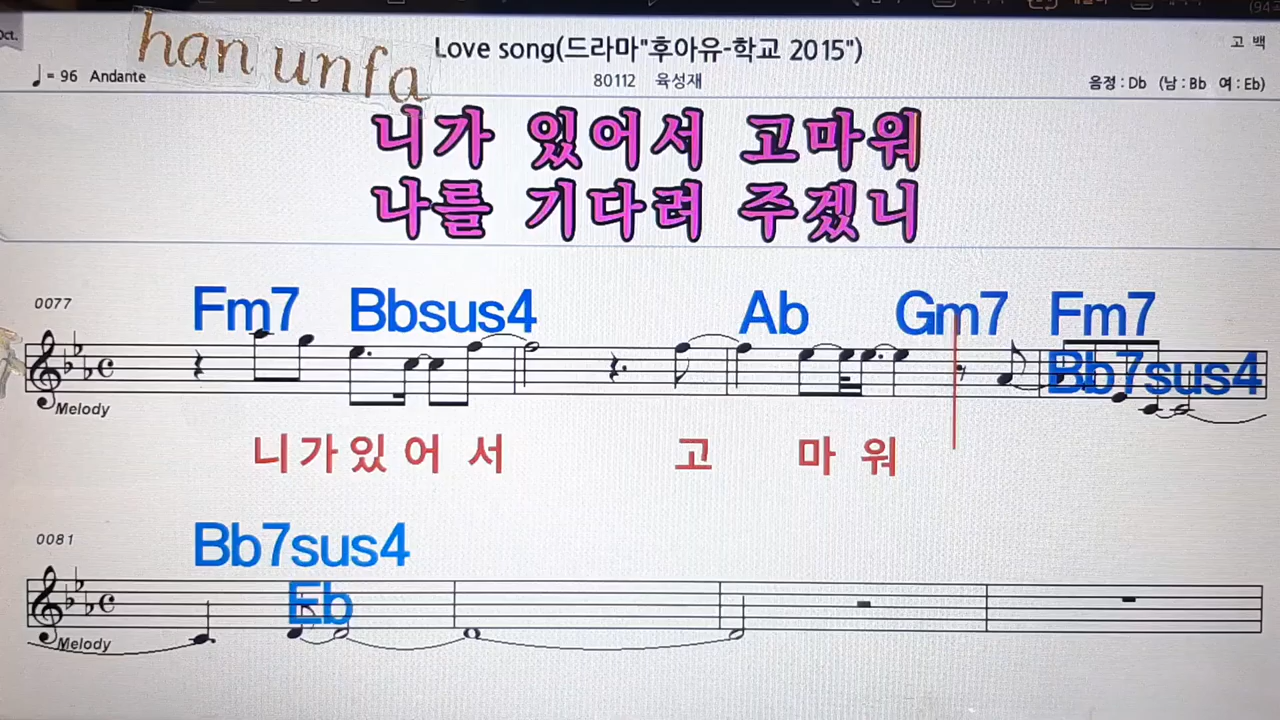 Oct.
han unfa
Love song(드라마"후아유-학교 2015")
고 백
♩= 96 Andante
80112 육성재
음정 : Db (남 : Bb 여 : Eb)
니가 있어서 고마워
나를 기다려 주겠니
0077
Fm7 Bbsus4 Ab Gm7 Fm7
Bb7sus4
Melody
니가있어서 고 마 워
0081
Bb7sus4
Eb
Melody